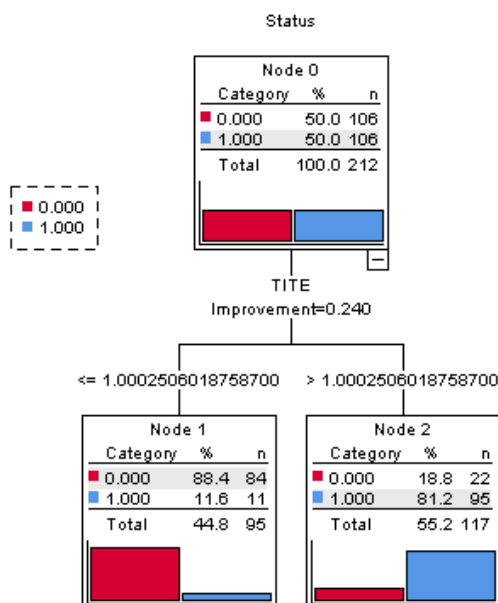 Status
Node 0
Category % n
0.000 50.0 106
1.000 50.0 106
Total 100.0 212
0.000
1.000
TITE
Improvement=0.240
<= 1.0002506018758700 > 1.0002506018758700
Node 1
Category % n
0.000 88.4 84
1.000 11.6 11
Total 44.8 95
Node 2
Category % n
0.000 18.8 22
1.000 81.2 95
Total 55.2 117